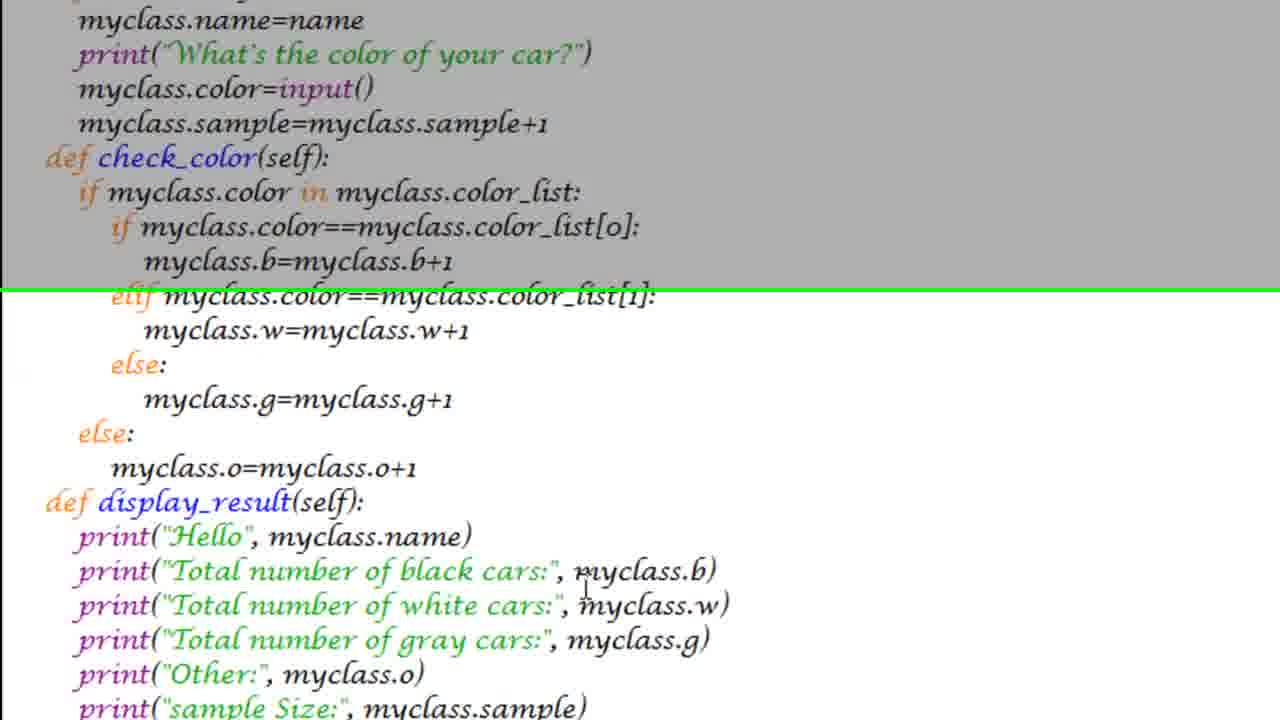 myclass.name=name
print("What's the color of your car?")
myclass.color=input()
myclass.sample=myclass.sample+1
def check_color(self):
if myclass.color in myclass.color_list:
if myclass.color==myclass.color_list[0]:
myclass.b=myclass.b+1
elif myclass.color==myclass.color_list[1]:
myclass.w=myclass.w+1
else:
myclass.g=myclass.g+1
else:
myclass.o=myclass.o+1
def display_result(self):
print("Hello", myclass.name)
print("Total number of black cars:", myclass.b)
print("Total number of white cars:", myclass.w)
print("Total number of gray cars:", myclass.g)
print("Other:", myclass.o)
print("sample Size:", myclass.sample)